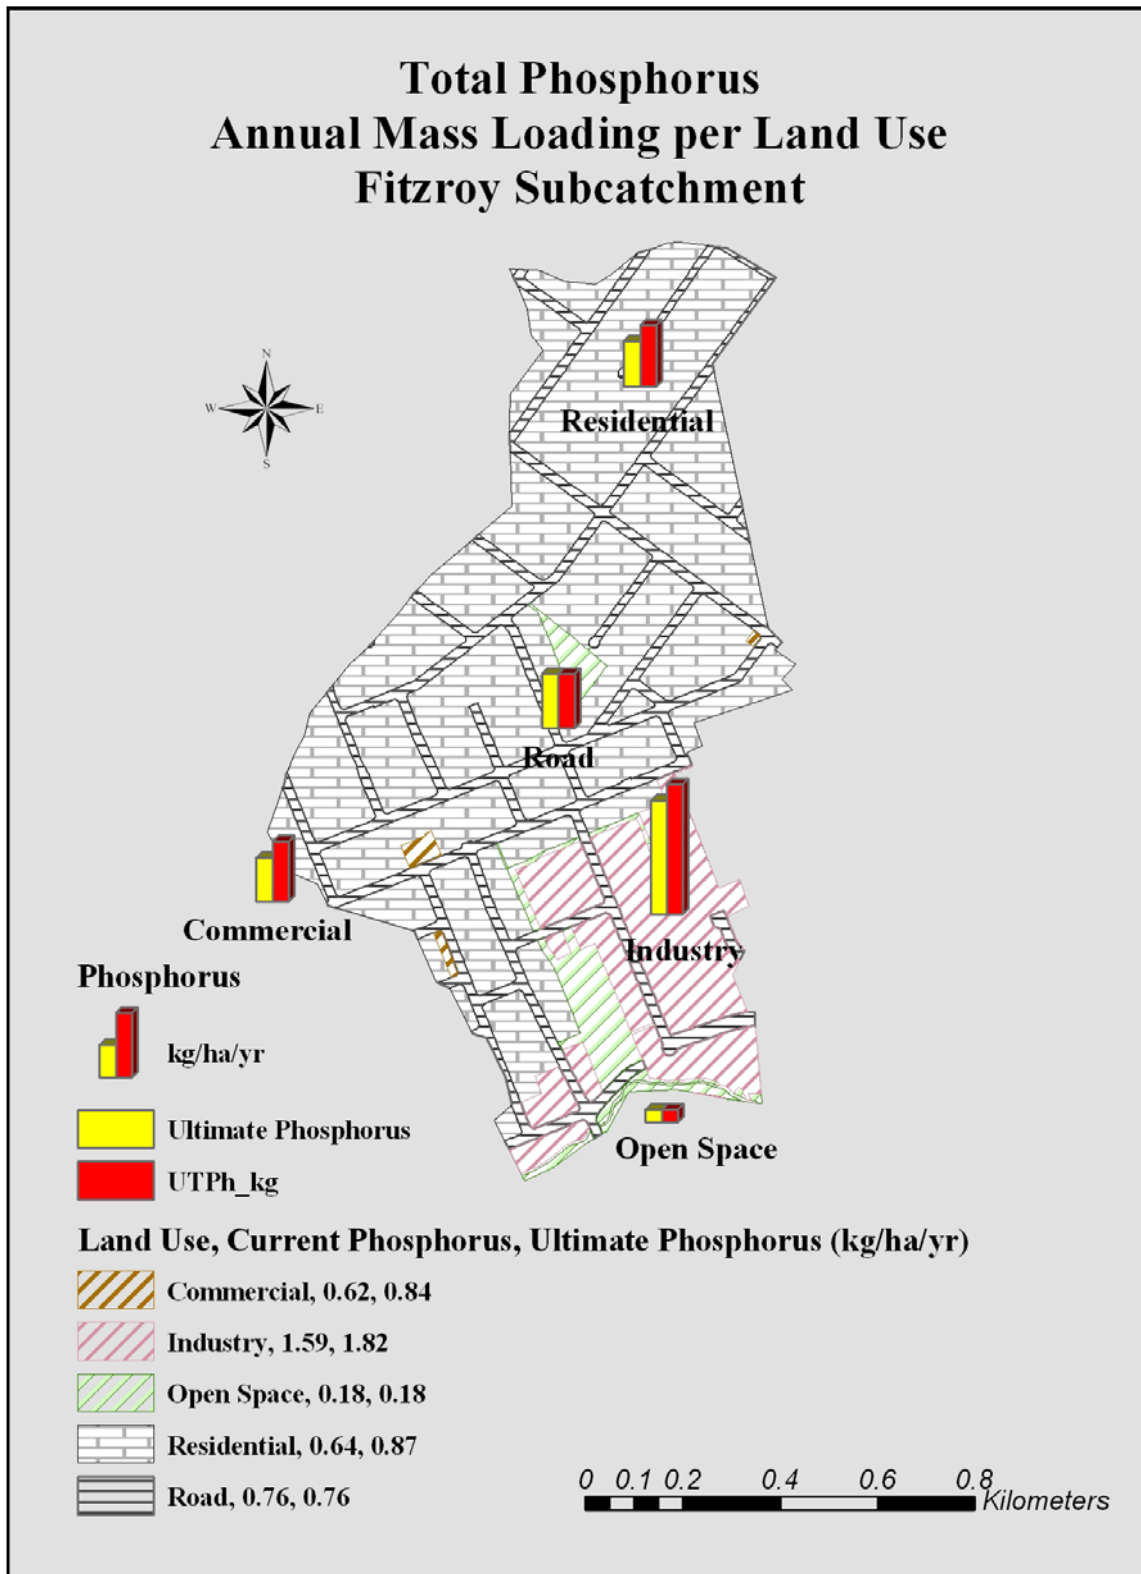 Total Phosphorus
Annual Mass Loading per Land Use
Fitzroy Subcatchment
N
W E
S
Residential
Road
Commercial
Industry
Open Space
Phosphorus
kg/ha/yr
Ultimate Phosphorus
UTPh_kg
Land Use, Current Phosphorus, Ultimate Phosphorus (kg/ha/yr)
Commercial, 0.62, 0.84
Industry, 1.59, 1.82
Open Space, 0.18, 0.18
Residential, 0.64, 0.87
Road, 0.76, 0.76
0 0.1 0.2 0.4 0.6 0.8
Kilometers